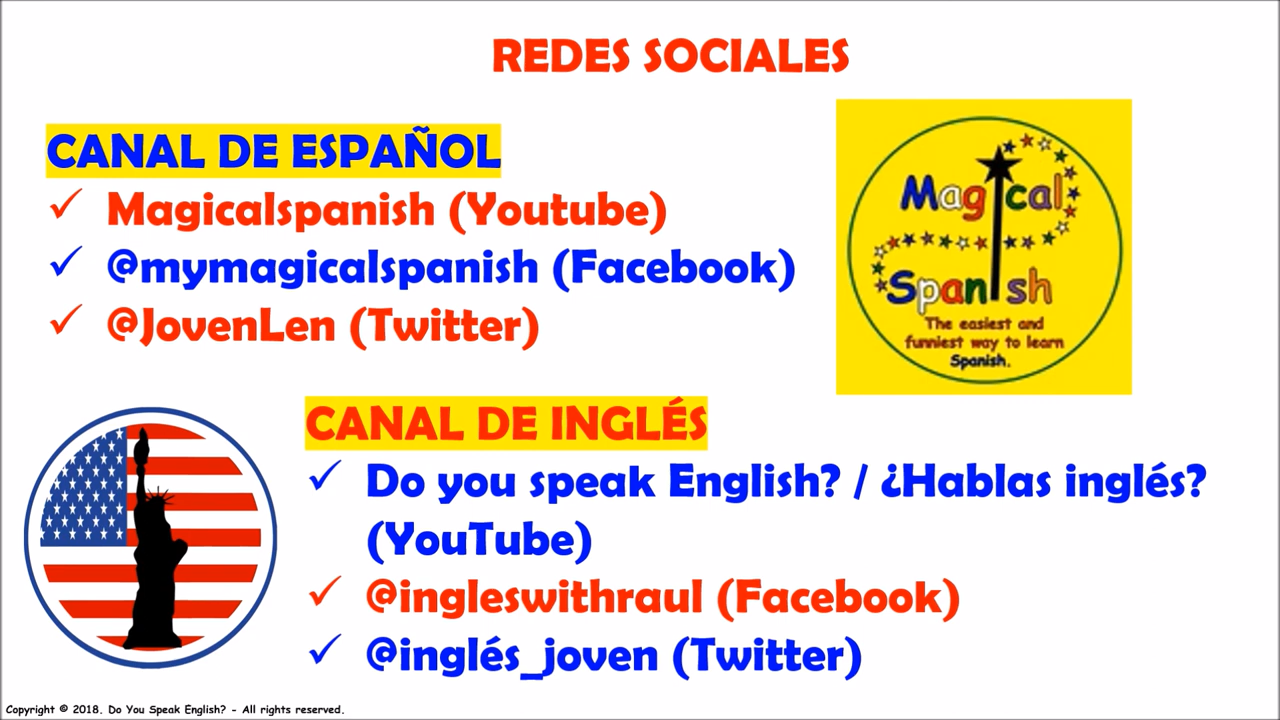 REDES SOCIALES
CANAL DE ESPAÑOL
✓ Magicalspanish (Youtube)
✓ @mymagicalspanish (Facebook)
✓ @JovenLen (Twitter)
Magical
Spanish
The easiest and
funniest way to learn
Spanish.
CANAL DE INGLÉS
✓ Do you speak English? / ¿Hablas inglés?
(YouTube)
✓ @ingleswithraul (Facebook)
✓ @inglés_joven (Twitter)
Copyright © 2018. Do You Speak English? - All rights reserved.